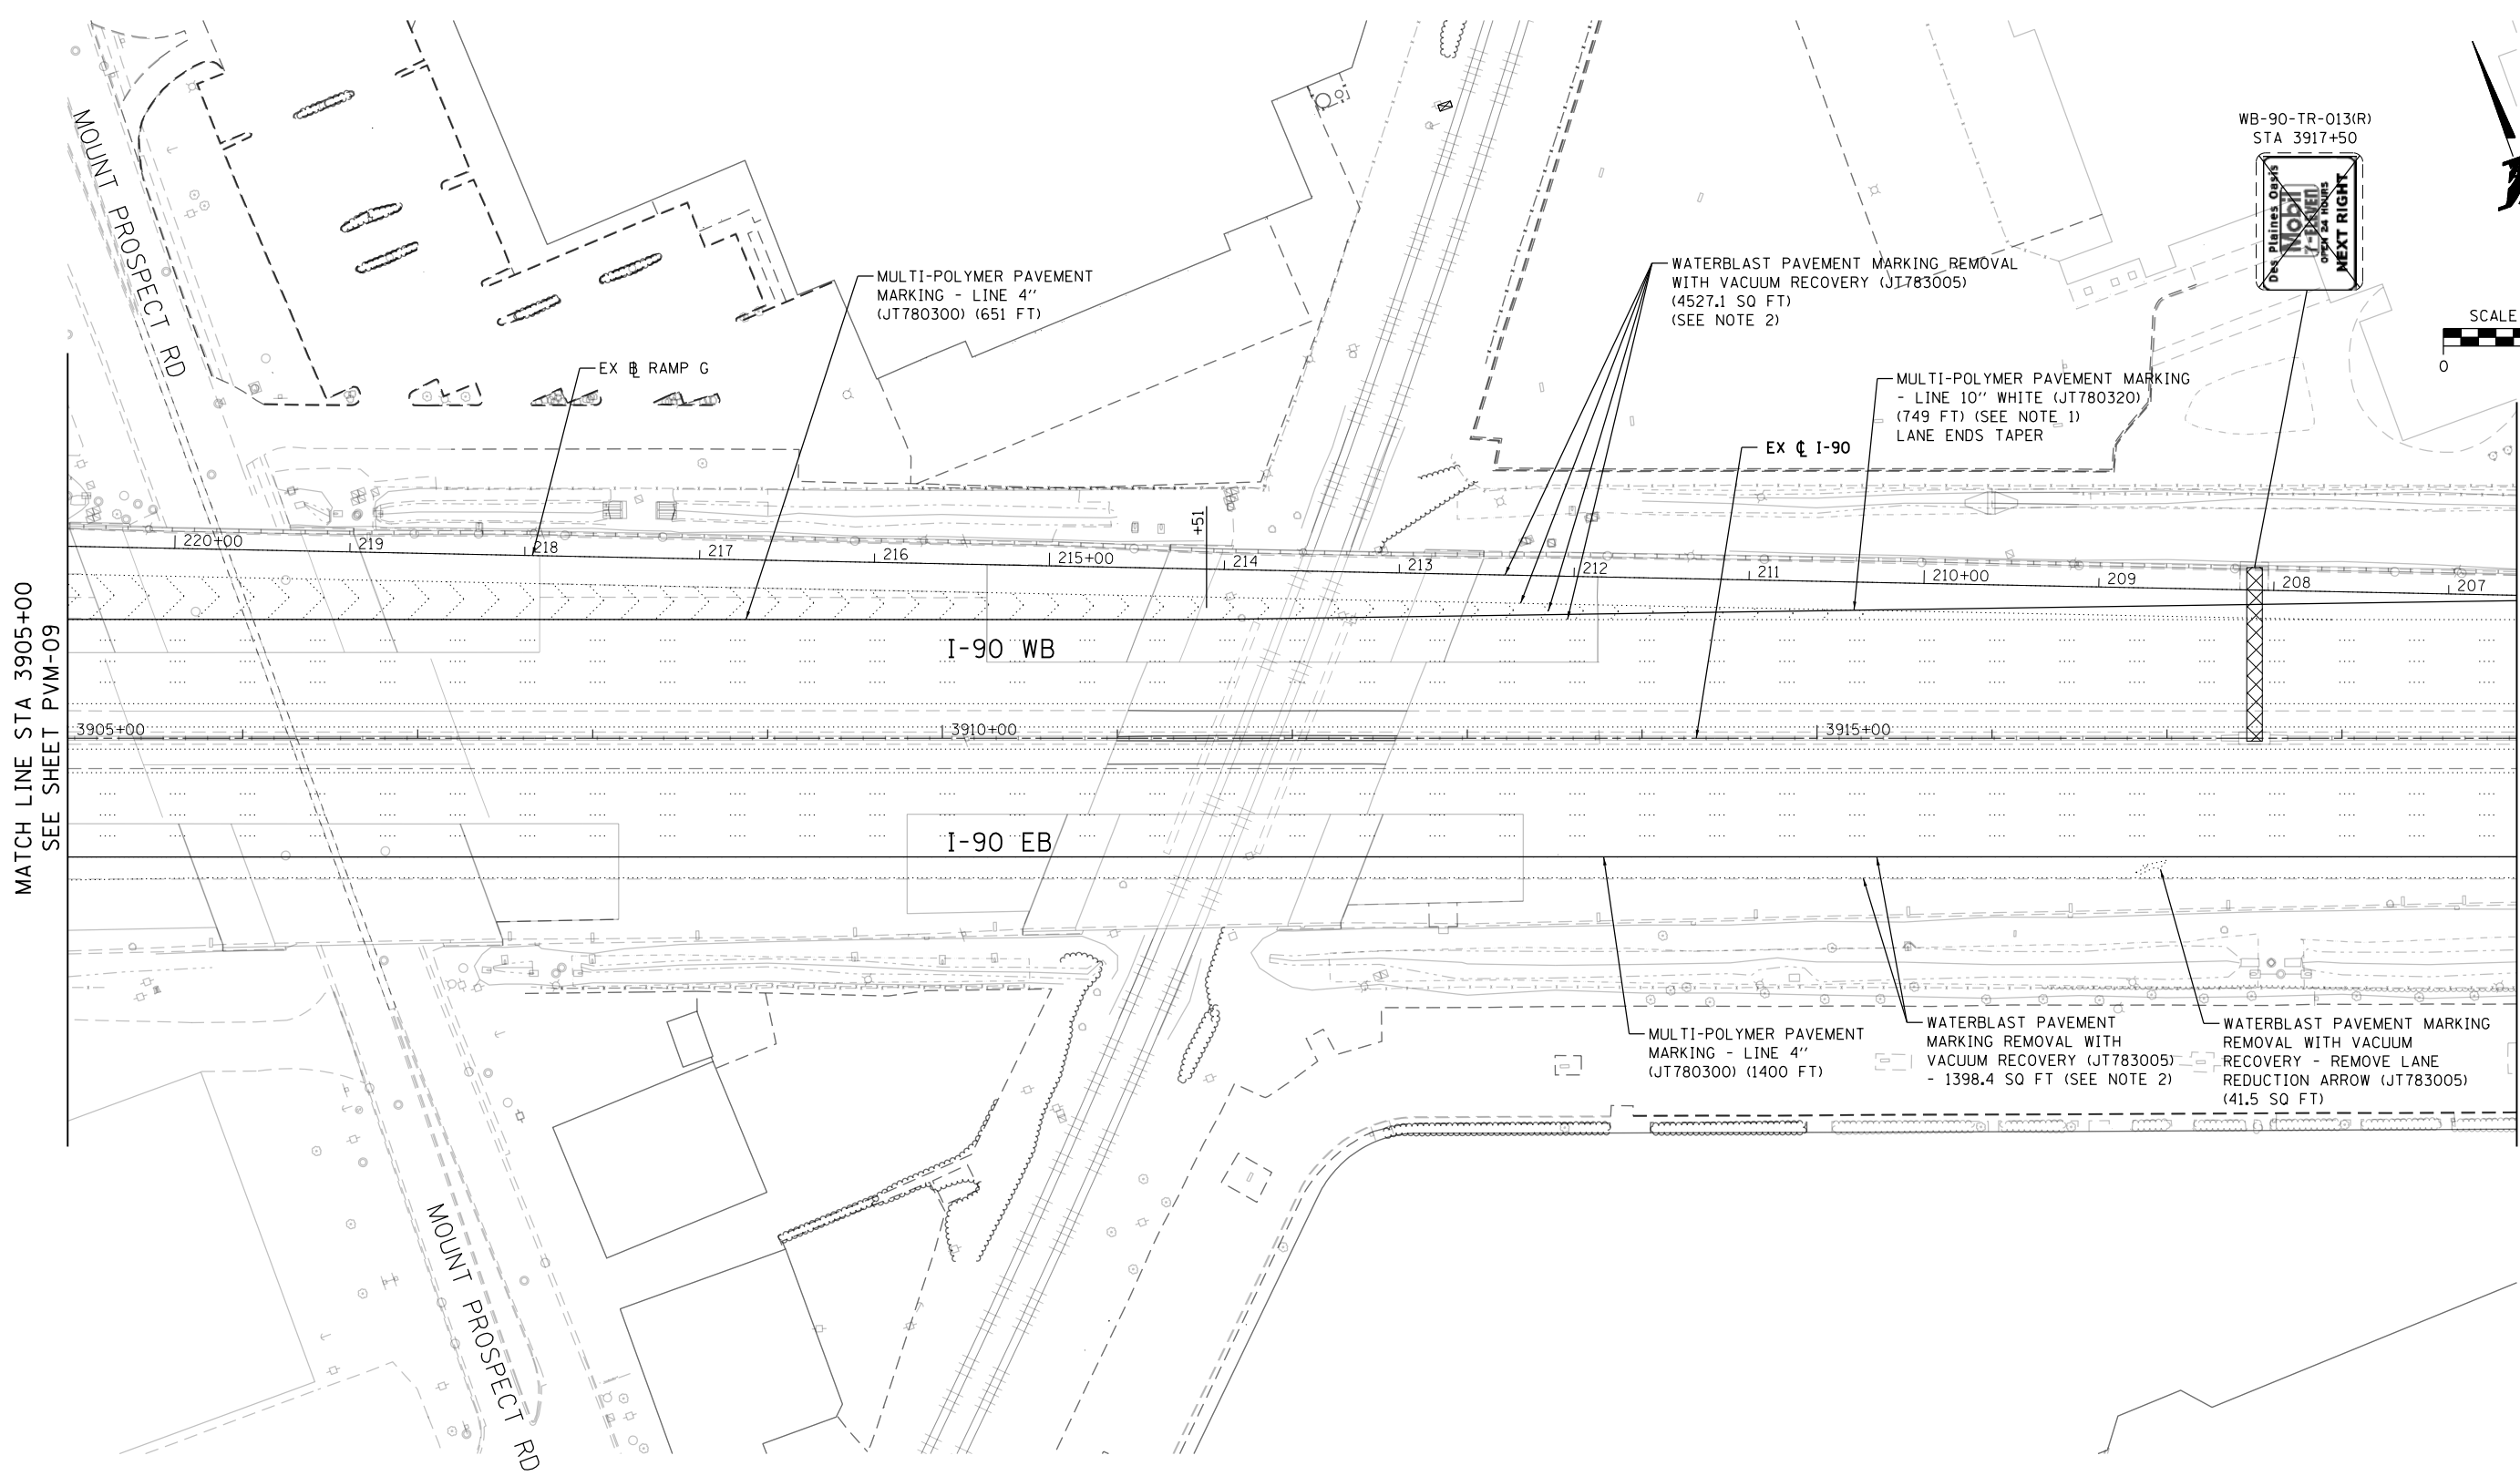 MOUNT PROSPECT RD
WB-90-TR-013(R)
STA 3917+50
Des Plaines Oasis
Mobil
7-ELEVEN
OPEN 24 HOURS
NEXT RIGHT
SCALE
0
MULTI-POLYMER PAVEMENT
MARKING - LINE 4''
(JT780300) (651 FT)
EX BL RAMP G
WATERBLAST PAVEMENT MARKING REMOVAL
WITH VACUUM RECOVERY (JT783005)
(4527.1 SQ FT)
(SEE NOTE 2)
MULTI-POLYMER PAVEMENT MARKING
- LINE 10'' WHITE (JT780320)
(749 FT) (SEE NOTE 1)
LANE ENDS TAPER
EX CL I-90
+51
220+00
219
218
217
216
215+00
214
213
212
211
210+00
209
208
207
MATCH LINE STA 3905+00
SEE SHEET PVM-09
I-90 WB
3905+00
3910+00
3915+00
I-90 EB
MULTI-POLYMER PAVEMENT
MARKING - LINE 4''
(JT780300) (1400 FT)
WATERBLAST PAVEMENT
MARKING REMOVAL WITH
VACUUM RECOVERY (JT783005)
- 1398.4 SQ FT (SEE NOTE 2)
WATERBLAST PAVEMENT MARKING
REMOVAL WITH VACUUM
RECOVERY - REMOVE LANE
REDUCTION ARROW (JT783005)
(41.5 SQ FT)
MOUNT PROSPECT RD